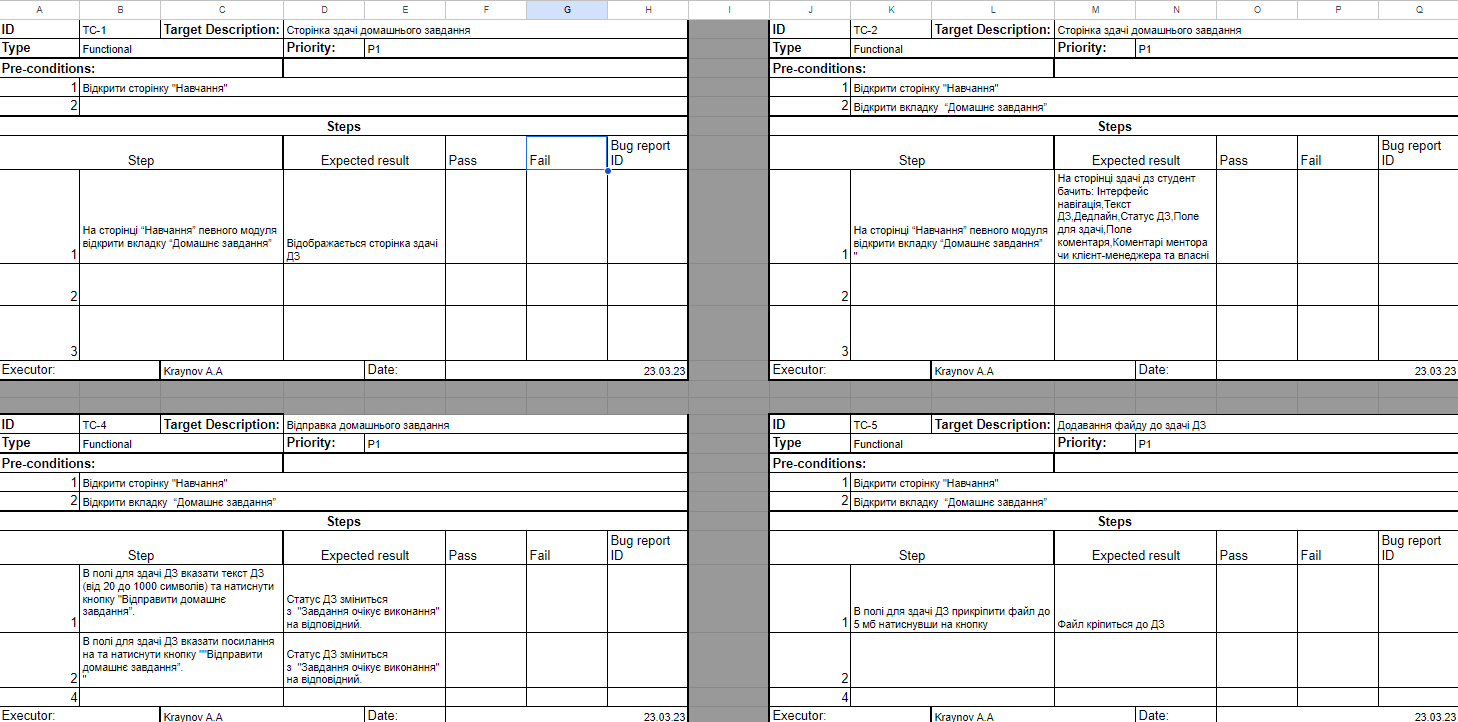 A B C D E F G H I J K L M N O P Q
ID TC-1 Target Description: Сторінка здачі домашнього завдання
Type Functional Priority: P1
Pre-conditions:
1 Відкрити сторінку "Навчання"
2
Steps
Step Expected result Pass Fail Bug report
ID
На сторінці “Навчання” певного модуля
відкрити вкладку “Домашнє завдання”
1
Відображається сторінка здачі
ДЗ
2
3
Executor: Kraynov A.A Date: 23.03.23
ID TC-2 Target Description: Сторінка здачі домашнього завдання
Type Functional Priority: P1
Pre-conditions:
1 Відкрити сторінку "Навчання"
2 Відкрити вкладку “Домашнє завдання”
Steps
Step Expected result Pass Fail Bug report
ID
На сторінці “Навчання” певного модуля
відкрити вкладку “Домашнє завдання”
1 "
На сторінці здачі дз студент
бачить: Інтерфейс
навігація,Текст
ДЗ,Дедлайн,Статус ДЗ,Поле
для здачі,Поле
коментаря,Коментарі ментора
чи клієнт-менеджера та власні
2
3
Executor: Kraynov A.A Date: 23.03.23
ID TC-4 Target Description: Відправка домашнього завдання
Type Functional Priority: P1
Pre-conditions:
1 Відкрити сторінку "Навчання"
2 Відкрити вкладку “Домашнє завдання”
Steps
Step Expected result Pass Fail Bug report
ID
В полі для здачі ДЗ вказати текст ДЗ
(від 20 до 1000 символів) та натиснути
кнопку "Відправити домашнє
завдання”.
1
Статус ДЗ зміниться
з "Завдання очікує виконання"
на відповідний.
В полі для здачі ДЗ вказати посилання
на та натиснути кнопку ""Відправити
домашнє завдання”.
2 "
Статус ДЗ зміниться
з "Завдання очікує виконання"
на відповідний.
4
Executor: Kraynov A.A Date: 23.03.23
ID TC-5 Target Description: Додавання файду до здачі ДЗ
Type Functional Priority: P1
Pre-conditions:
1 Відкрити сторінку "Навчання"
2 Відкрити вкладку “Домашнє завдання”
Steps
Step Expected result Pass Fail Bug report
ID
В полі для здачі ДЗ прикріпити файл до
1 5 мб натиснувши на кнопку
Файл кріпиться до ДЗ
2
4
Executor: Kraynov A.A Date: 23.03.23